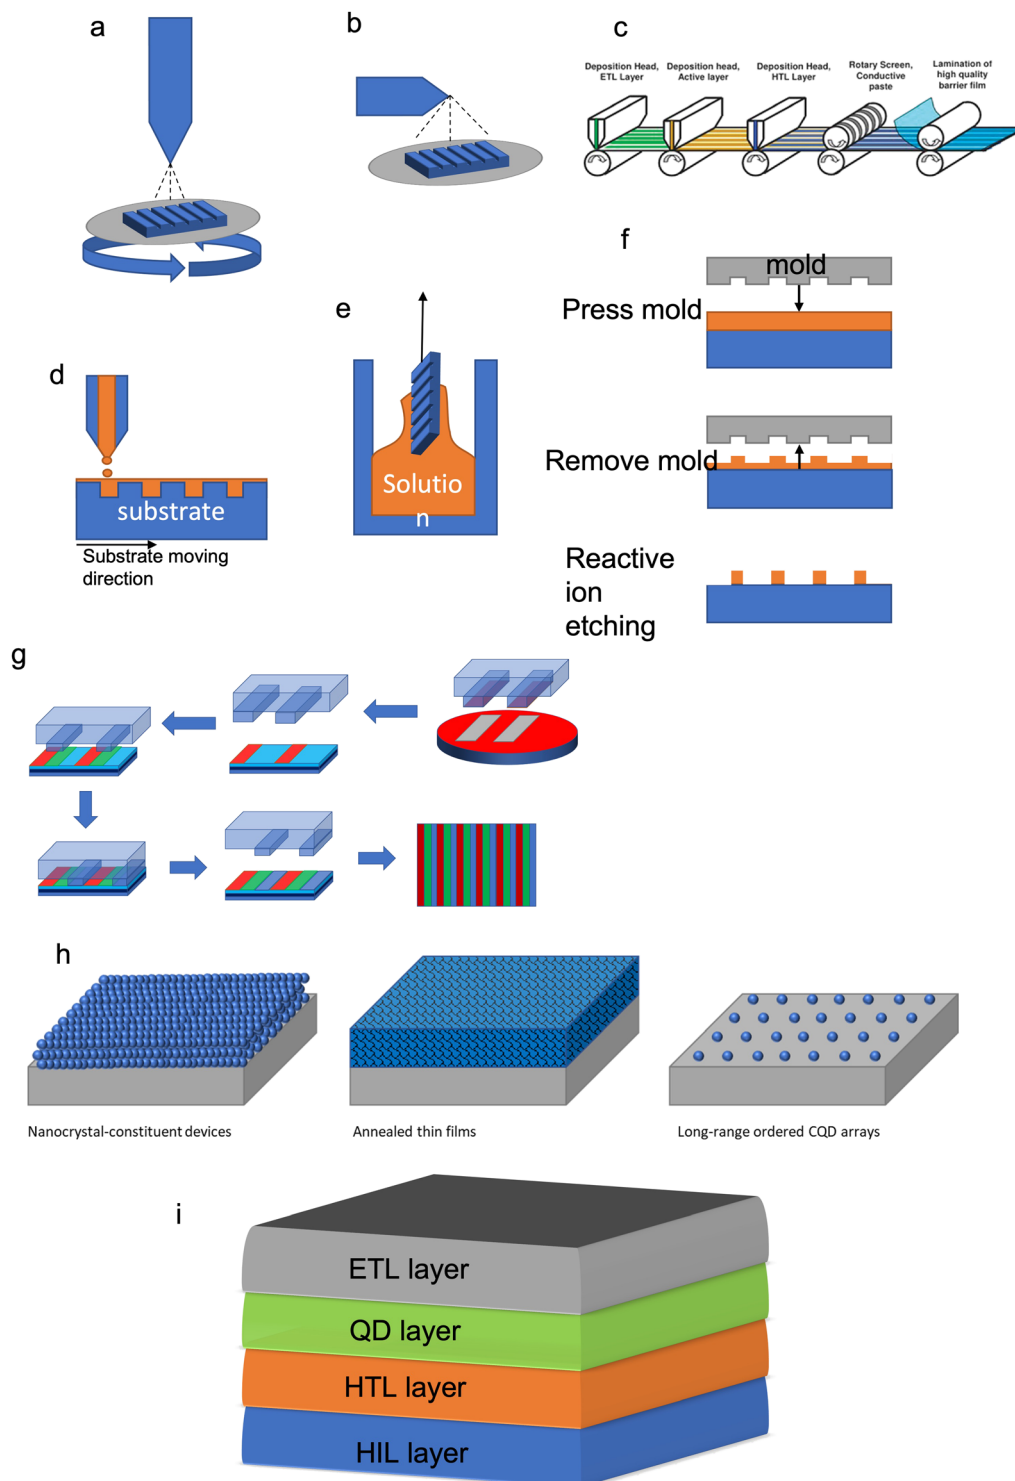 a
b
c
Deposition Head,
ETL Layer
Deposition head,
Active layer
Deposition Head,
HTL Layer
Rotary Screen,
Conductive
paste
Lamination of
high quality
barrier film
d
substrate
Substrate moving
direction
e
Solutio
n
f
mold
Press mold
Remove mold
Reactive
ion
etching
g
h
Nanocrystal-constituent devices
Annealed thin films
Long-range ordered CQD arrays
i
ETL layer
QD layer
HTL layer
HIL layer